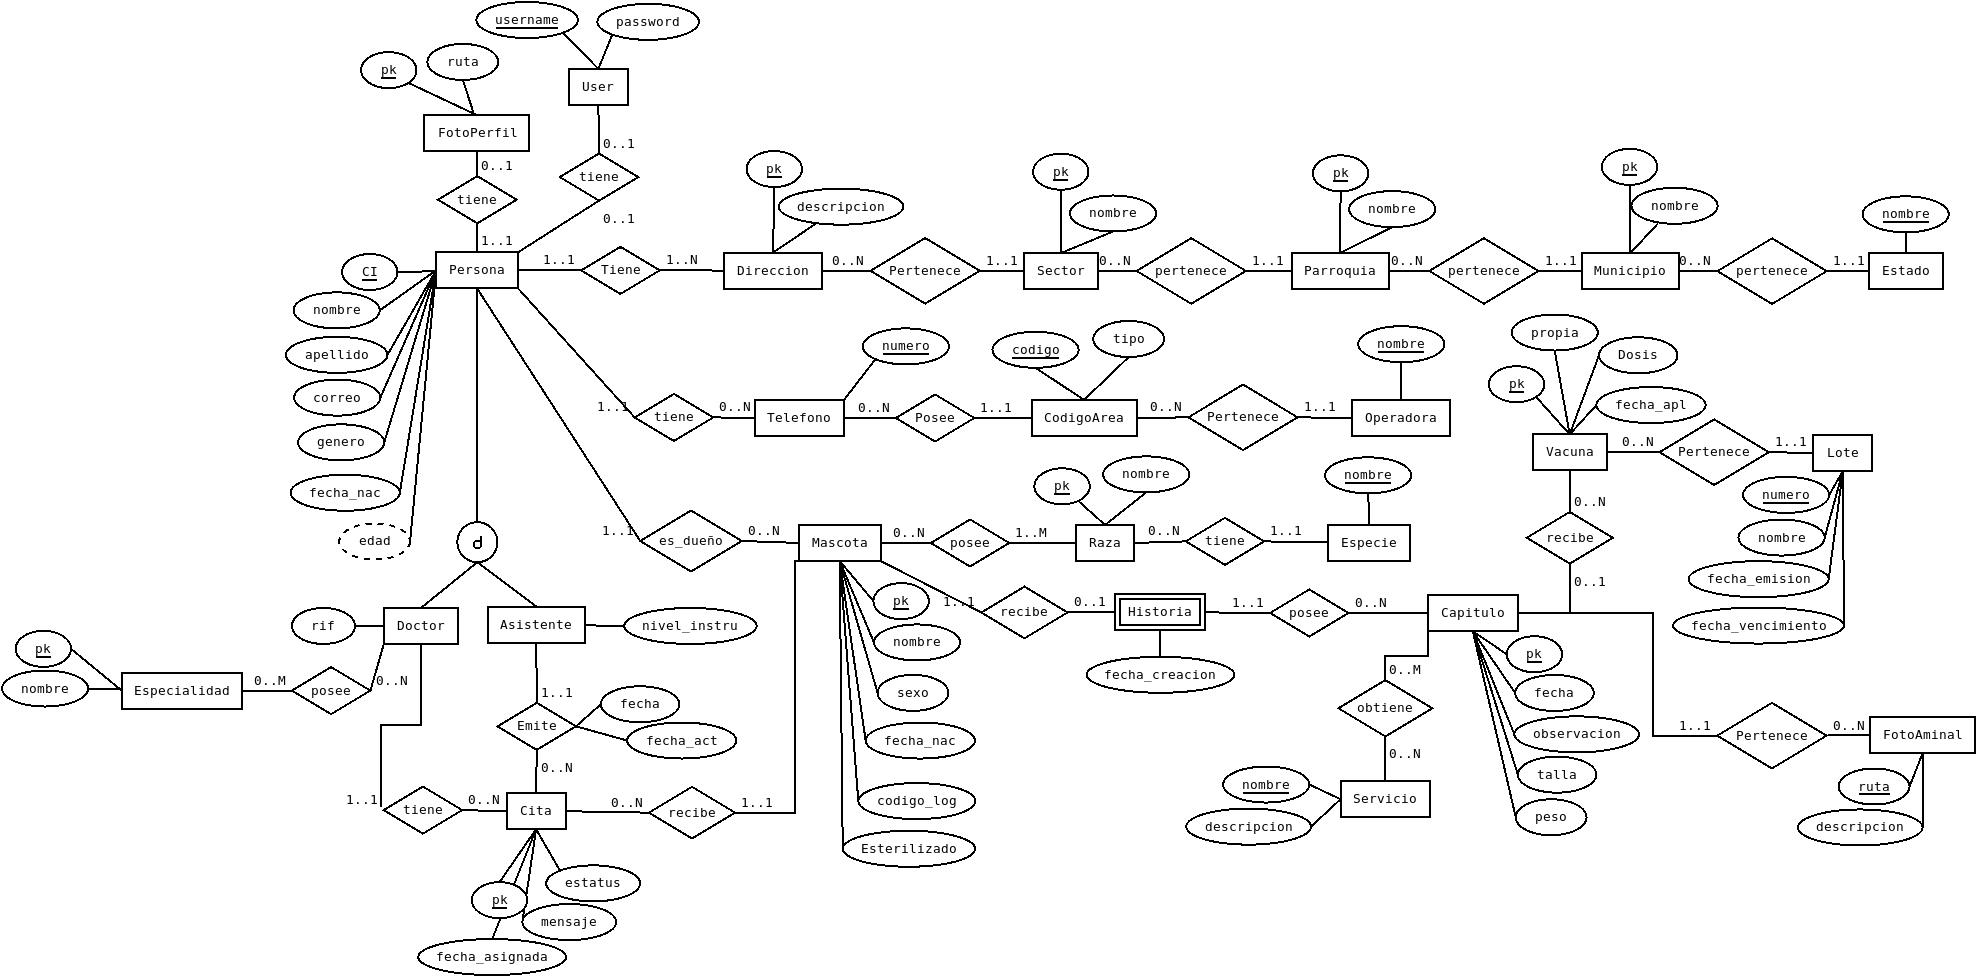 username
password
pk
ruta
User
FotoPerfil
0..1
0..1
tiene
tiene
0..1
1..1
CI
Persona
1..1
Tiene
1..N
Direccion
pk
descripcion
0..N
Pertenece
1..1
Sector
pk
nombre
0..N
pertenece
1..1
Parroquia
pk
nombre
0..N
pertenece
1..1
Municipio
pk
nombre
0..N
pertenece
1..1
Estado
nombre
nombre
apellido
correo
genero
fecha_nac
edad
1..1
tiene
0..N
Telefono
numero
0..N
Posee
1..1
CodigoArea
codigo
tipo
0..N
Pertenece
1..1
Operadora
nombre
propia
Dosis
pk
fecha_apl
Vacuna
0..N
Pertenece
1..1
Lote
numero
nombre
fecha_emision
fecha_vencimiento
0..N
recibe
0..1
d
1..1
es_dueño
0..N
Mascota
0..N
posee
1..M
Raza
pk
nombre
0..N
tiene
1..1
Especie
nombre
pk
nombre
sexo
fecha_nac
codigo_log
Esterilizado
1..1
recibe
0..1
Historia
fecha_creacion
1..1
posee
0..N
Capitulo
pk
fecha
observacion
talla
peso
0..M
obtiene
0..N
Servicio
nombre
descripcion
1..1
Pertenece
0..N
FotoAminal
ruta
descripcion
rif
Doctor
Asistente
nivel_instru
pk
nombre
Especialidad
0..M
posee
0..N
1..1
Emite
fecha
fecha_act
0..N
1..1
tiene
0..N
Cita
0..N
recibe
1..1
estatus
pk
mensaje
fecha_asignada